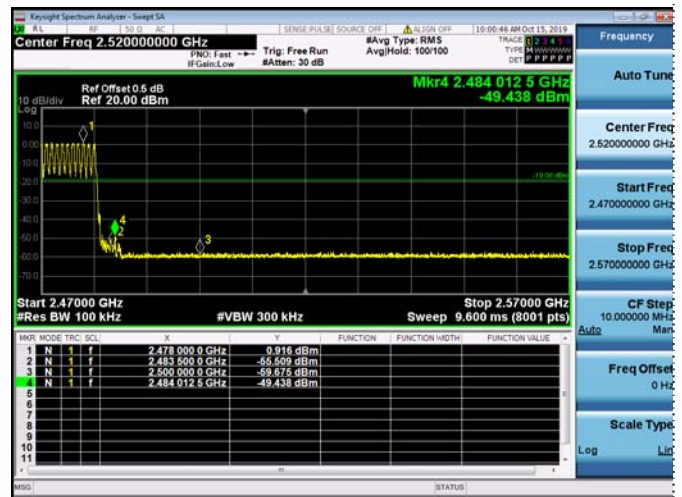 Keysight Spectrum Analyzer - Swept SA
RL RF 50 Ω AC SENSE:PULSE SOURCE OFF ALIGN OFF 10:00:46 AM Oct 15, 2019
Center Freq 2.520000000 GHz
PNO: Fast
IFGain:Low
Trig: Free Run
#Atten: 30 dB
#Avg Type: RMS
Avg|Hold: 100/100
TRACE 1 2 3 4 5
TYPE M W W W W W
DET P P P P P P
Frequency
Auto Tune
Center Freq
2.520000000 GHz
Start Freq
2.470000000 GHz
Stop Freq
2.570000000 GHz
CF Step
10.000000 MHz
Auto Man
Freq Offset
0 Hz
Scale Type
Log Lin
Mkr4 2.484 012 5 GHz
-49.438 dBm
Ref Offset 0.5 dB
10 dB/div Ref 20.00 dBm
Log
10.0
0.00
-10.0
-20.0
-30.0
-40.0
-50.0
-60.0
-70.0
1
4
2
3
Start 2.47000 GHz Stop 2.57000 GHz
#Res BW 100 kHz #VBW 300 kHz Sweep 9.600 ms (8001 pts)
MKR MODE TRC SCL X Y FUNCTION FUNCTION WIDTH FUNCTION VALUE
1 N 1 f 2.478 000 0 GHz 0.916 dBm
2 N 1 f 2.483 500 0 GHz -55.509 dBm
3 N 1 f 2.500 000 0 GHz -59.675 dBm
4 N 1 f 2.484 012 5 GHz -49.438 dBm
5
6
7
8
9
10
11
MSG STATUS